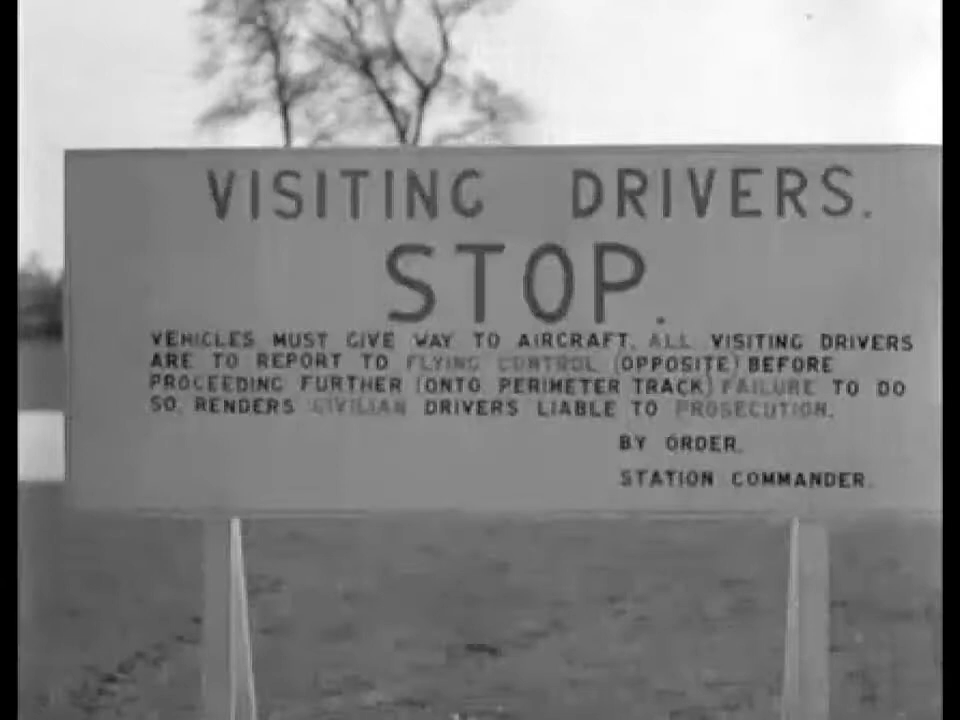 VISITING DRIVERS.
STOP.
VEHICLES MUST GIVE WAY TO AIRCRAFT. ALL VISITING DRIVERS
ARE TO REPORT TO FLYING CONTROL (OPPOSITE) BEFORE
PROCEEDING FURTHER (ONTO PERIMETER TRACK) FAILURE TO DO
SO RENDERS CIVILIAN DRIVERS LIABLE TO PROSECUTION.
BY ORDER.
STATION COMMANDER.